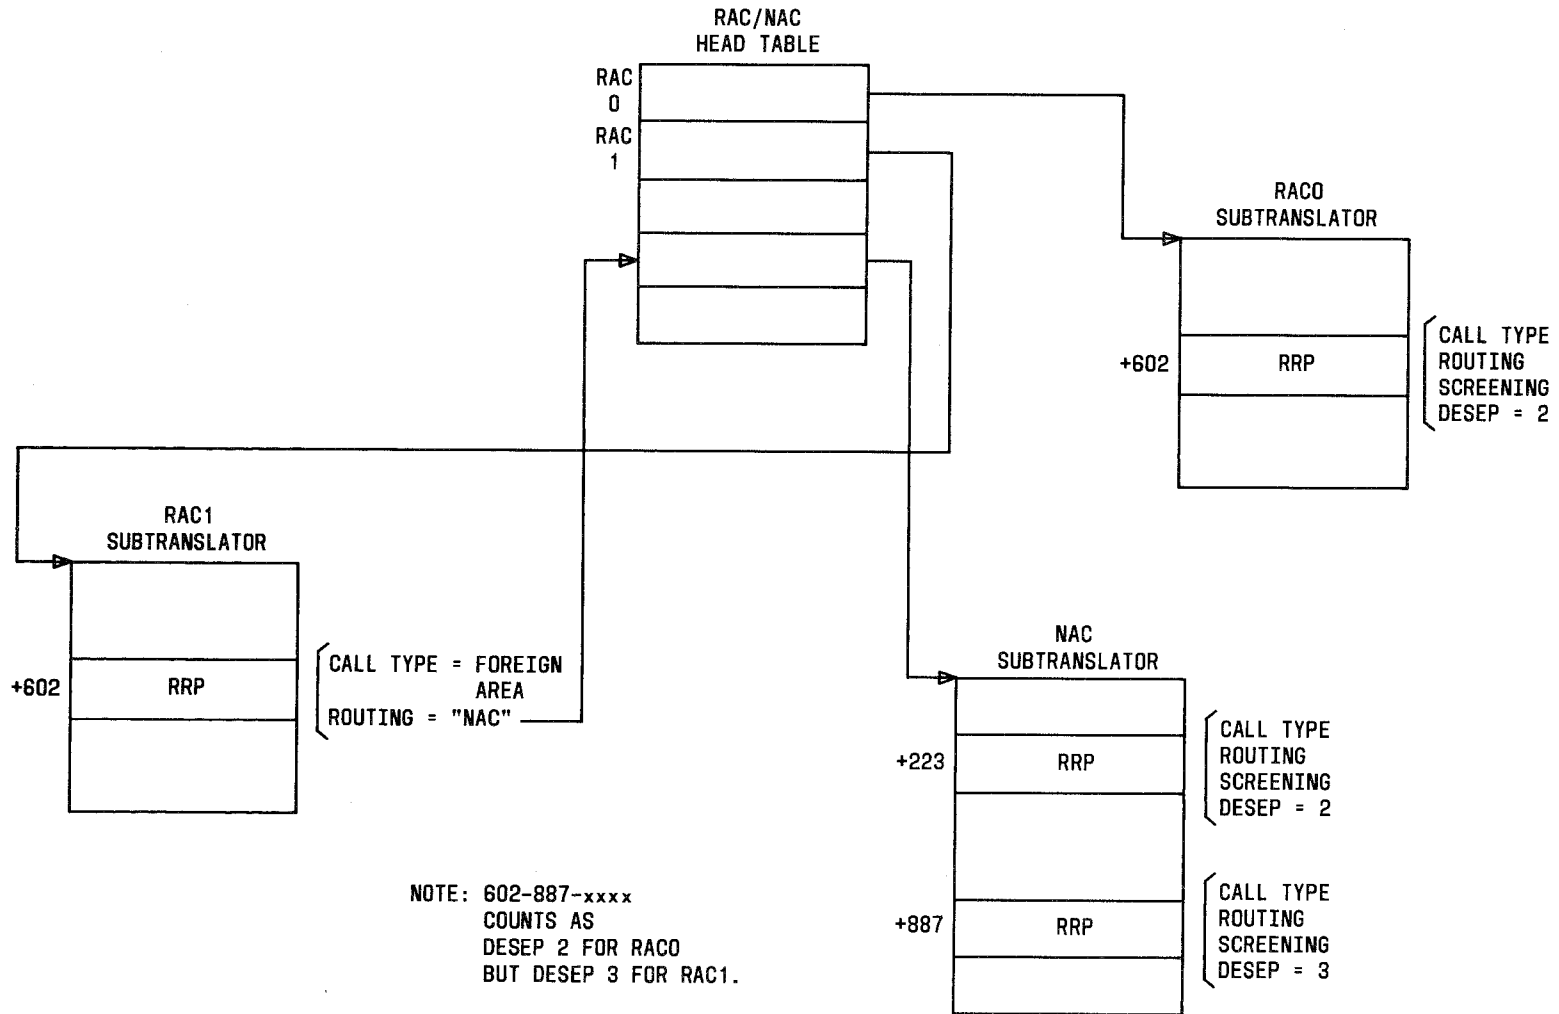 RAC/NAC
HEAD TABLE
RAC
0
RAC
1
RAC0
SUBTRANSLATOR
+602
RRP
CALL TYPE
ROUTING
SCREENING
DESEP = 2
RAC1
SUBTRANSLATOR
+602
RRP
CALL TYPE = FOREIGN
AREA
ROUTING = "NAC"
NAC
SUBTRANSLATOR
+223
RRP
CALL TYPE
ROUTING
SCREENING
DESEP = 2
+887
RRP
CALL TYPE
ROUTING
SCREENING
DESEP = 3
NOTE: 602-887-xxxx
COUNTS AS
DESEP 2 FOR RAC0
BUT DESEP 3 FOR RAC1.